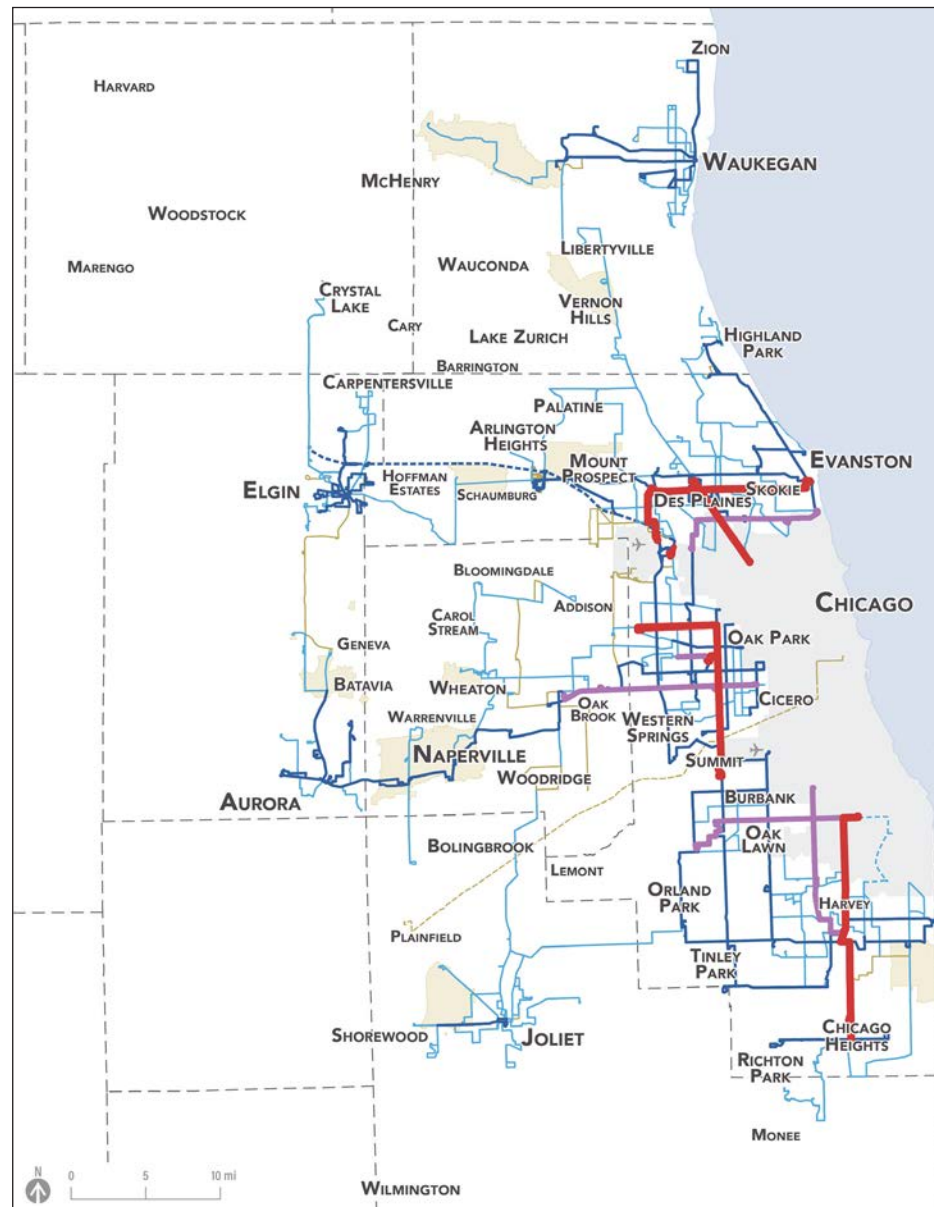 ZION
HARVARD
WAUKEGAN
MCHENRY
WOODSTOCK
LIBERTYVILLE
MARENGO
WAUCONDA
CRYSTAL
LAKE
VERNON
HILLS
CARY
LAKE ZURICH
HIGHLAND
PARK
BARRINGTON
CARPENTERSVILLE
PALATINE
ARLINGTON
HEIGHTS
MOUNT
PROSPECT
EVANSTON
HOFFMAN
ESTATES
ELGIN
SCHAUMBURG
DES PLAINES
SKOKIE
BLOOMINGDALE
ADDISON
CHICAGO
CAROL
STREAM
OAK PARK
GENEVA
BATAVIA
WHEATON
OAK
BROOK
CICERO
WARRENVILLE
WESTERN
SPRINGS
NAPERVILLE
SUMMIT
WOODRIDGE
AURORA
BURBANK
BOLINGBROOK
OAK
LAWN
LEMONT
ORLAND
PARK
HARVEY
PLAINFIELD
TINLEY
PARK
SHOREWOOD
JOLIET
CHICAGO
HEIGHTS
RICHTON
PARK
MONEE
N
0 5 10 mi
WILMINGTON